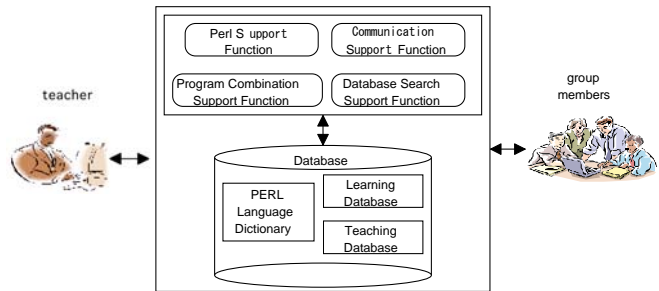 Perl Support
Function
Communication
Support Function
Program Combination
Support Function
Database Search
Support Function
teacher
group
members
Database
PERL
Language
Dictionary
Learning
Database
Teaching
Database